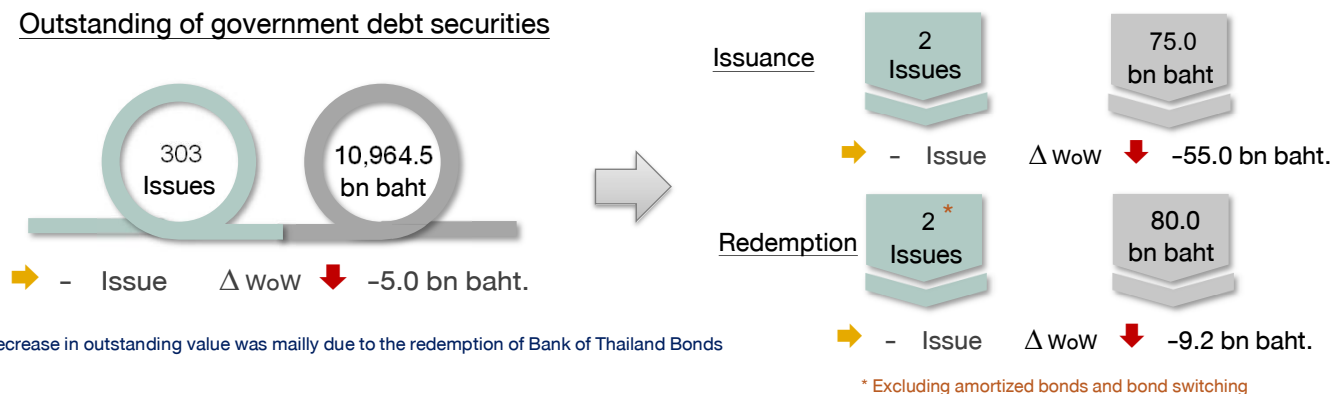 Outstanding of government debt securities
303
Issues
10,964.5
bn baht
- Issue Δ WoW -5.0 bn baht.
ecrease in outstanding value was mailly due to the redemption of Bank of Thailand Bonds
Issuance
2
Issues
75.0
bn baht
- Issue Δ WoW -55.0 bn baht.
Redemption
2 *
Issues
80.0
bn baht
- Issue Δ WoW -9.2 bn baht.
* Excluding amortized bonds and bond switching